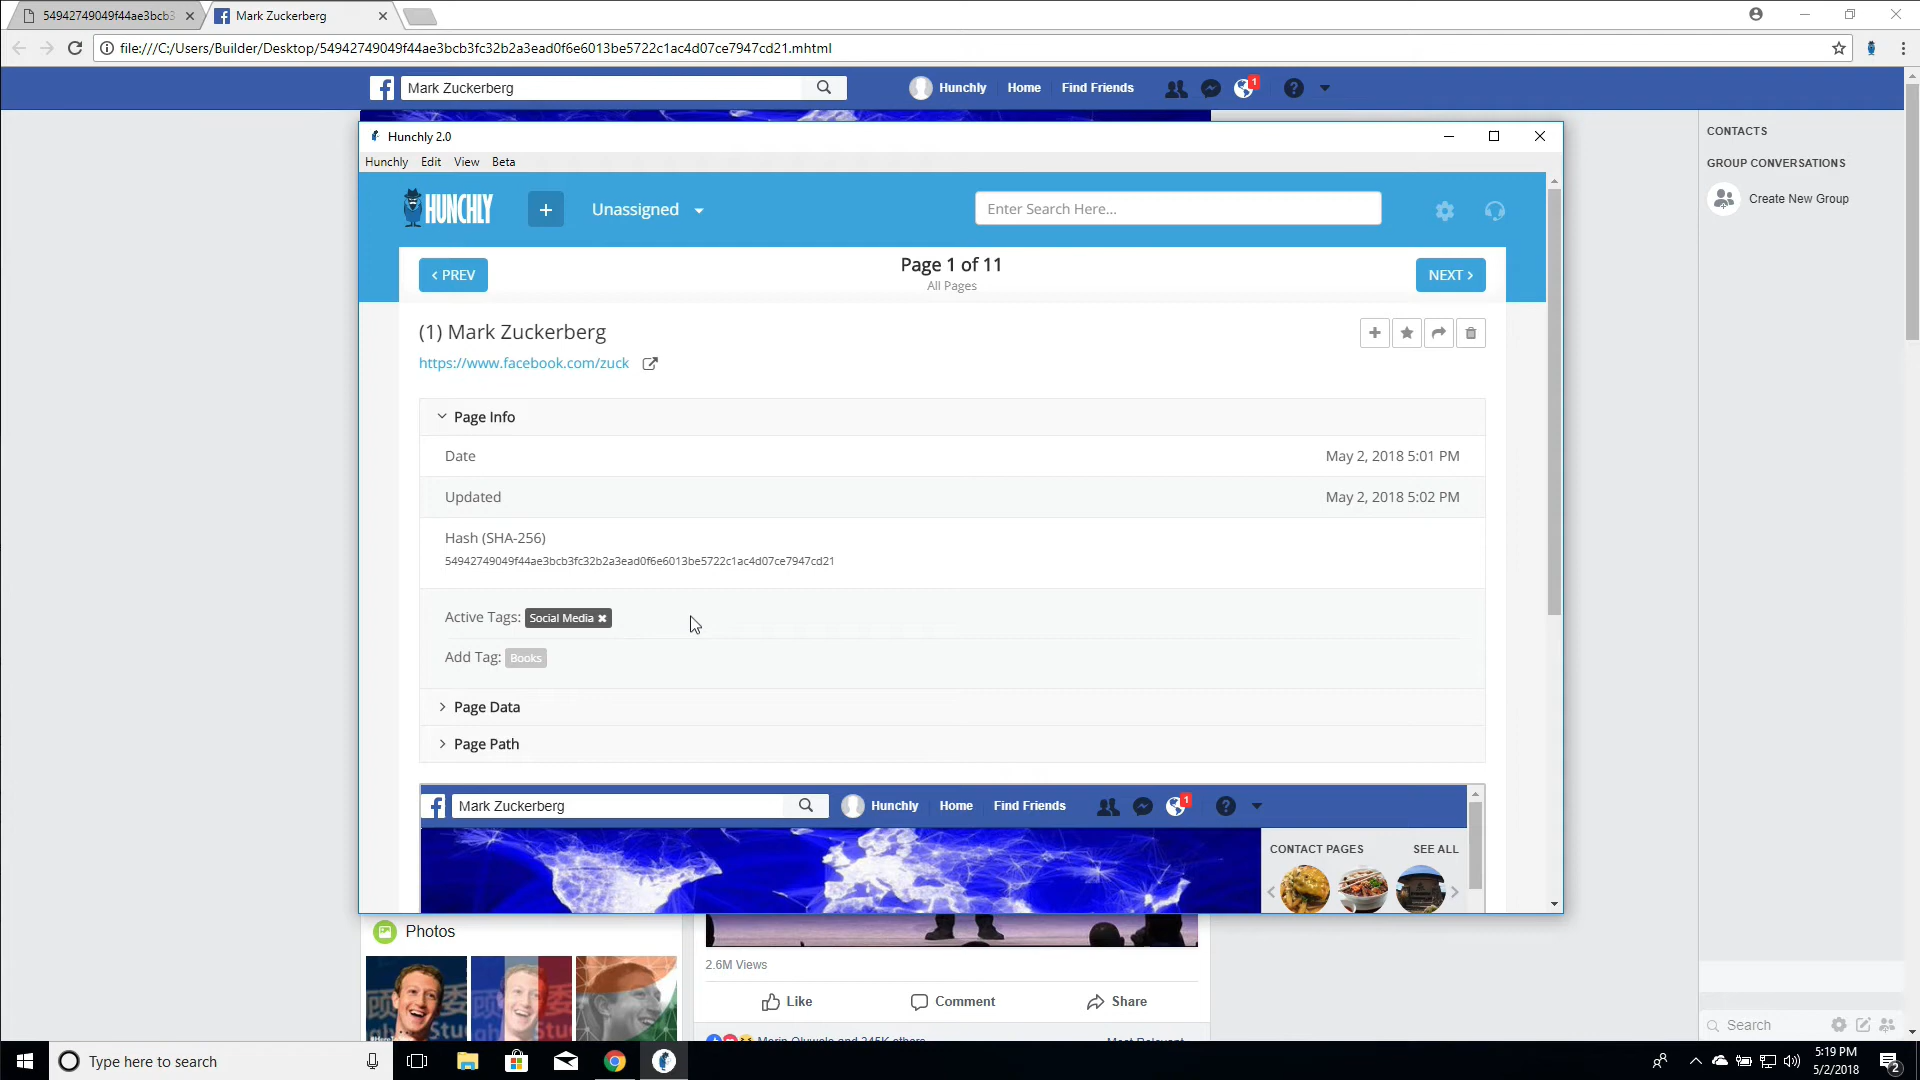 54942749049f44ae3bcb3
Mark Zuckerberg
file:///C:/Users/Builder/Desktop/54942749049f44ae3bcb3fc32b2a3ead0f6e6013be5722c1ac4d07ce7947cd21.mhtml
Mark Zuckerberg
Hunchly Home Find Friends 1
CONTACTS
GROUP CONVERSATIONS
Create New Group
Hunchly 2.0
Hunchly Edit View Beta
HUNCHLY + Unassigned Enter Search Here...
< PREV
Page 1 of 11
All Pages
NEXT >
(1) Mark Zuckerberg
https://www.facebook.com/zuck
Page Info
Date May 2, 2018 5:01 PM
Updated May 2, 2018 5:02 PM
Hash (SHA-256)
54942749049f44ae3bcb3fc32b2a3ead0f6e6013be5722c1ac4d07ce7947cd21
Active Tags: Social Media ×
Add Tag: Books
Page Data
Page Path
Mark Zuckerberg Hunchly Home Find Friends 1
CONTACT PAGES SEE ALL
Photos
2.6M Views
Like Comment Share
Search
Type here to search
5:19 PM
5/2/2018
2